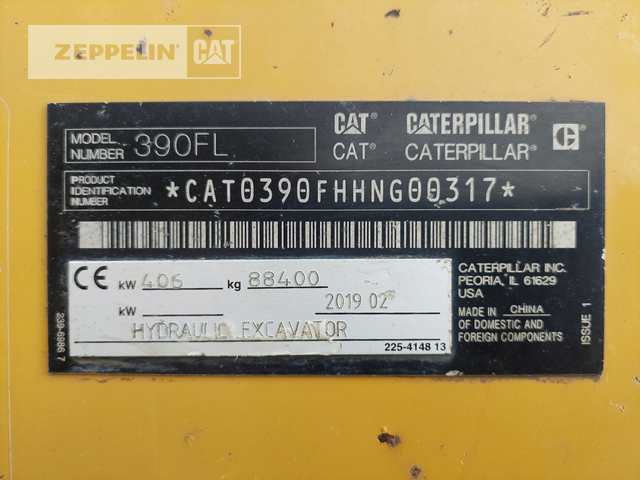 ZEPPELIN CAT
CAT® CATERPILLAR®
MODEL NUMBER 390FL
CAT® CATERPILLAR® C®
PRODUCT IDENTIFICATION NUMBER *CAT0390FHHNG00317*
CE kW 406 kg 88400
kW 2019 02
HYDRAULIC EXCAVATOR
225-4148 13
CATERPILLAR INC.
PEORIA, IL 61629
USA
MADE IN CHINA
OF DOMESTIC AND
FOREIGN COMPONENTS
ISSUE 1
239-6986 7